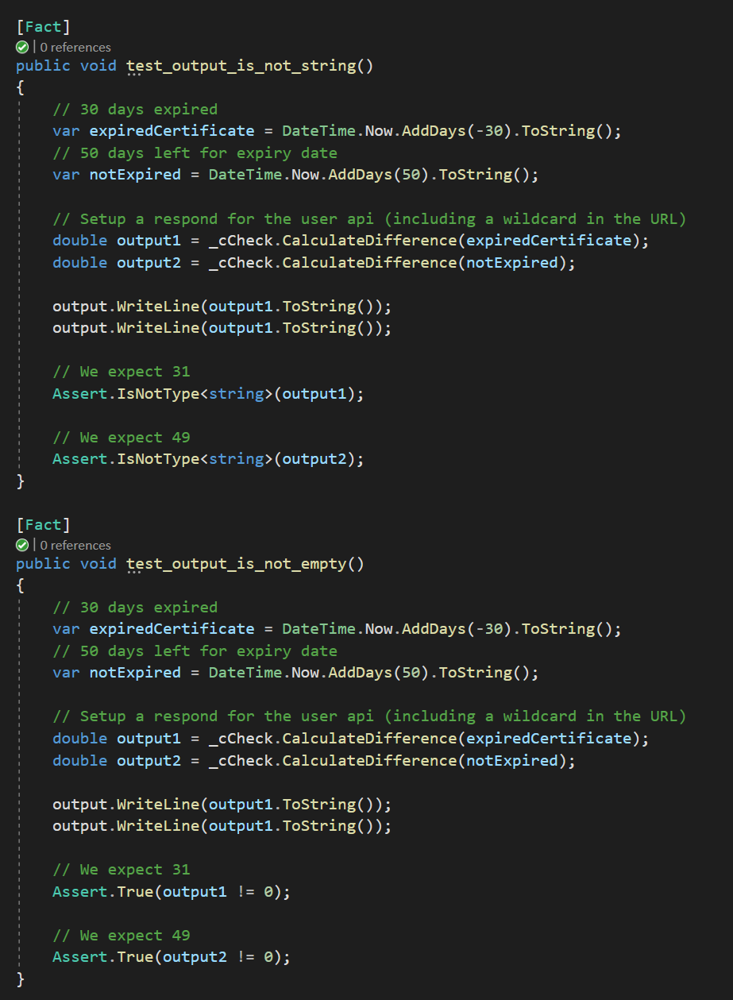 [Fact]
| 0 references
public void test_output_is_not_string()
{
// 30 days expired
var expiredCertificate = DateTime.Now.AddDays(-30).ToString();
// 50 days left for expiry date
var notExpired = DateTime.Now.AddDays(50).ToString();
// Setup a respond for the user api (including a wildcard in the URL)
double output1 = _cCheck.CalculateDifference(expiredCertificate);
double output2 = _cCheck.CalculateDifference(notExpired);
output.WriteLine(output1.ToString());
output.WriteLine(output1.ToString());
// We expect 31
Assert.IsNotType<string>(output1);
// We expect 49
Assert.IsNotType<string>(output2);
}
[Fact]
| 0 references
public void test_output_is_not_empty()
{
// 30 days expired
var expiredCertificate = DateTime.Now.AddDays(-30).ToString();
// 50 days left for expiry date
var notExpired = DateTime.Now.AddDays(50).ToString();
// Setup a respond for the user api (including a wildcard in the URL)
double output1 = _cCheck.CalculateDifference(expiredCertificate);
double output2 = _cCheck.CalculateDifference(notExpired);
output.WriteLine(output1.ToString());
output.WriteLine(output1.ToString());
// We expect 31
Assert.True(output1 != 0);
// We expect 49
Assert.True(output2 != 0);
}